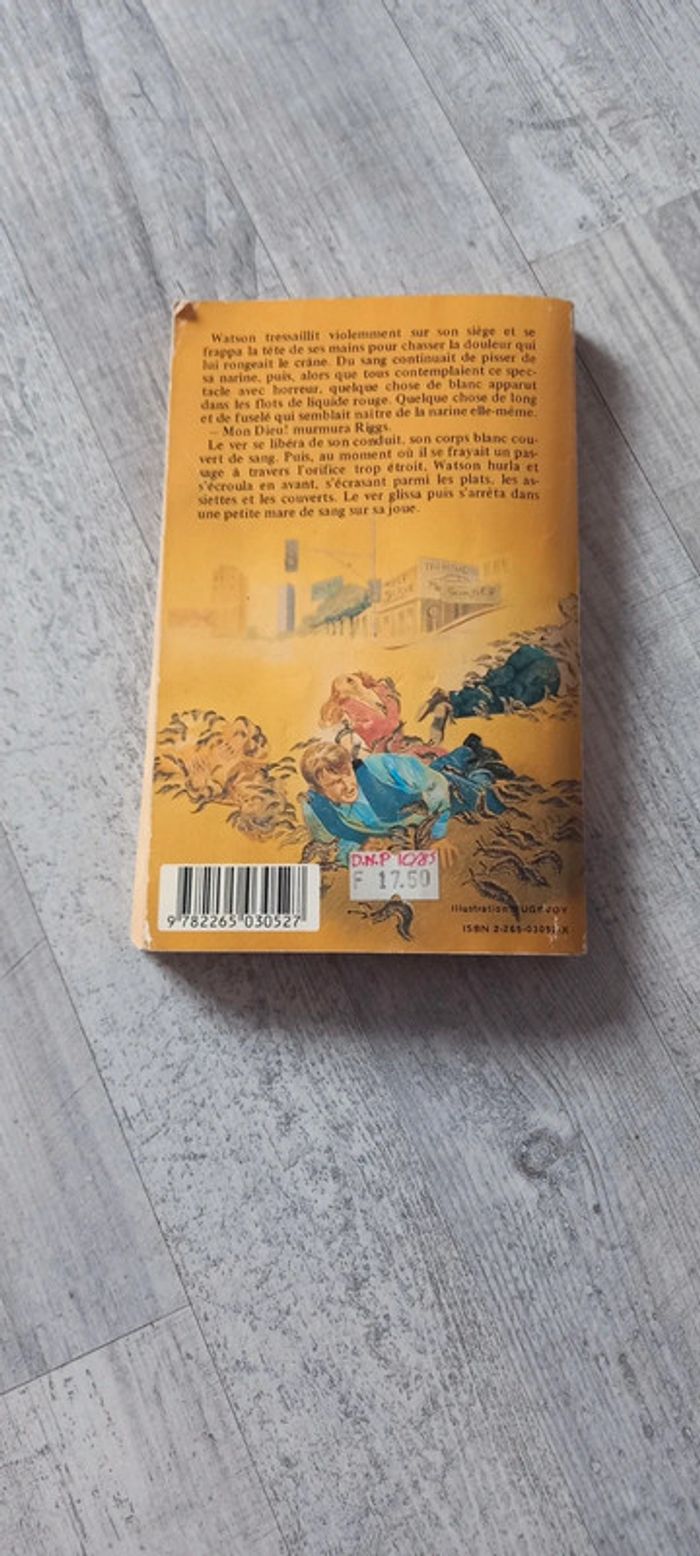 Watson tressaillit violemment sur son siège et se
frappa la tête de ses mains pour chasser la douleur qui
lui rongeait le crâne. Du sang continuait de pisser de
sa narine, puis, alors que tous contemplaient ce spec-
tacle avec horreur, quelque chose de blanc apparut
dans les flots de liquide rouge. Quelque chose de long
et de fuselé qui semblait naître de la narine elle-même.
— Mon Dieu! murmura Riggs.
Le ver se libéra de son conduit, son corps blanc cou-
vert de sang. Puis, au moment où il se frayait un pas-
sage à travers l'orifice trop étroit, Watson hurla et
s'écroula en avant, s'écrasant parmi les plats, les as-
siettes et les couverts. Le ver glissa puis s'arrêta dans
une petite mare de sang sur sa joue.
D.N.P 10/85
F 17.50
9 782265 030527
Illustration
ISBN 2-265-03052-X